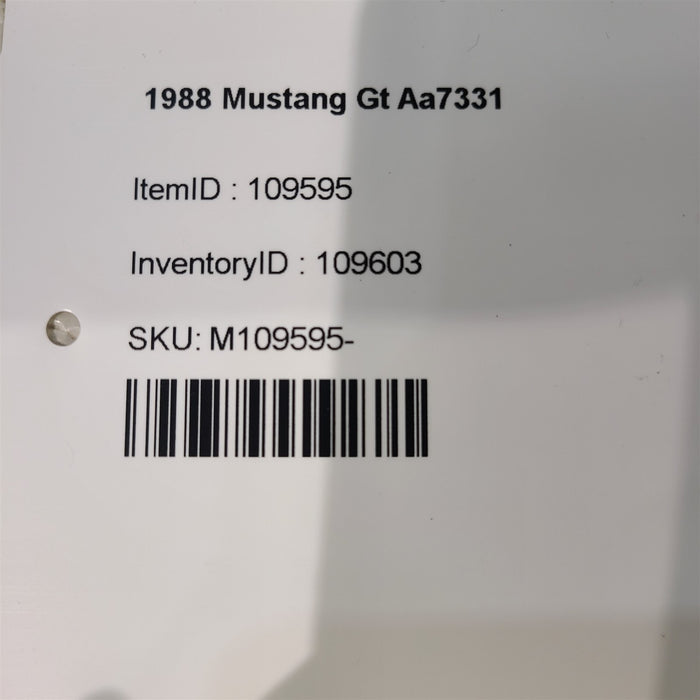 1988 Mustang Gt Aa7331
ItemID : 109595
InventoryID : 109603
SKU: M109595-